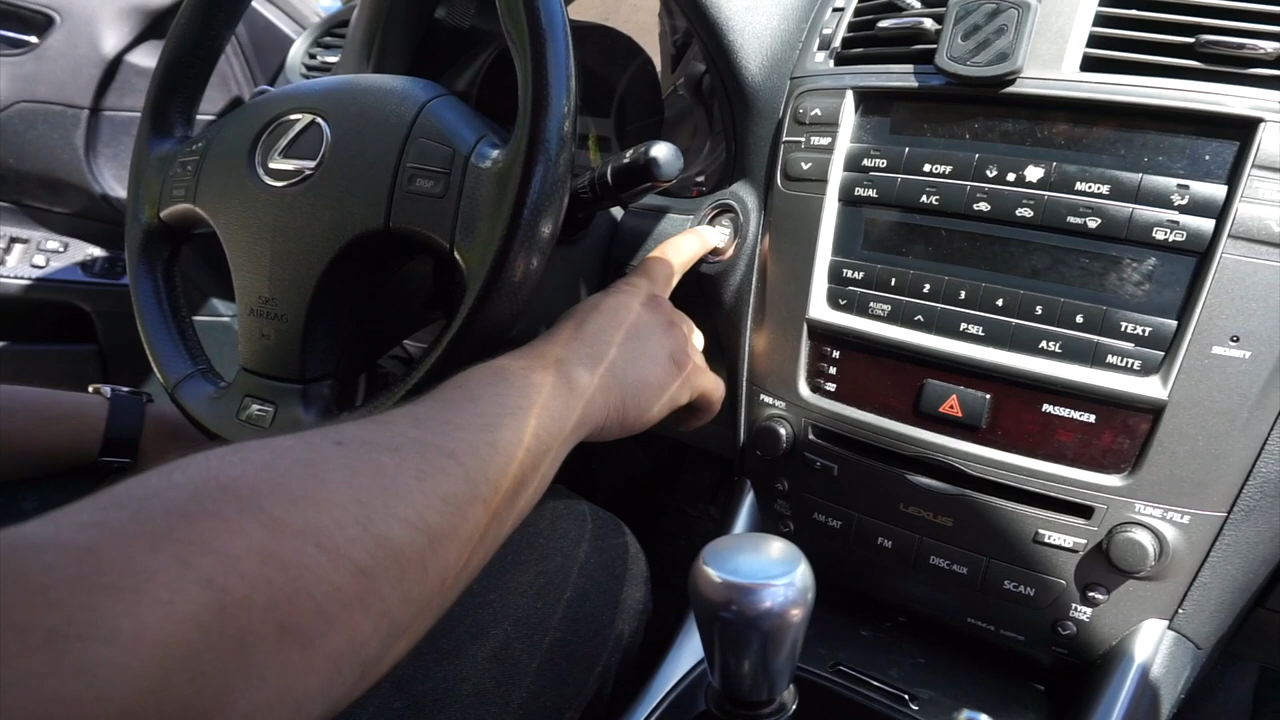 DISP
SRS
AIRBAG
F
TEMP
AUTO
OFF
MODE
DUAL
A/C
FRONT
TRAF
1
2
3
4
5
6
TEXT
AUDIO
CONT
P.SEL
ASL
MUTE
H
M
:00
PASSENGER
SECURITY
PWR•VOL
LEXUS
TUNE•FILE
LOAD
AM•SAT
FM
DISC•AUX
SCAN
TYPE
DISC